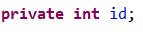 private int id;